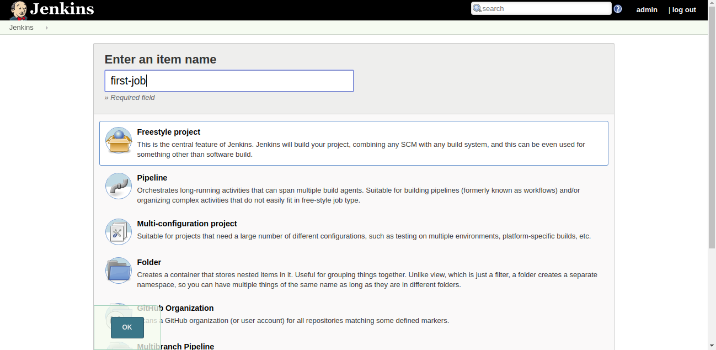 Jenkins
search
admin
| log out
Jenkins
Enter an item name
first-job
» Required field
Freestyle project
This is the central feature of Jenkins. Jenkins will build your project, combining any SCM with any build system, and this can be even used for
something other than software build.
Pipeline
Orchestrates long-running activities that can span multiple build agents. Suitable for building pipelines (formerly known as workflows) and/or
organizing complex activities that do not easily fit in free-style job type.
Multi-configuration project
Suitable for projects that need a large number of different configurations, such as testing on multiple environments, platform-specific builds, etc.
Folder
Creates a container that stores nested items in it. Useful for grouping things together. Unlike view, which is just a filter, a folder creates a separate
namespace, so you can have multiple things of the same name as long as they are in different folders.
GitHub Organization
a GitHub organization (or user account) for all repositories matching some defined markers.
OK
Multibranch Pipeline